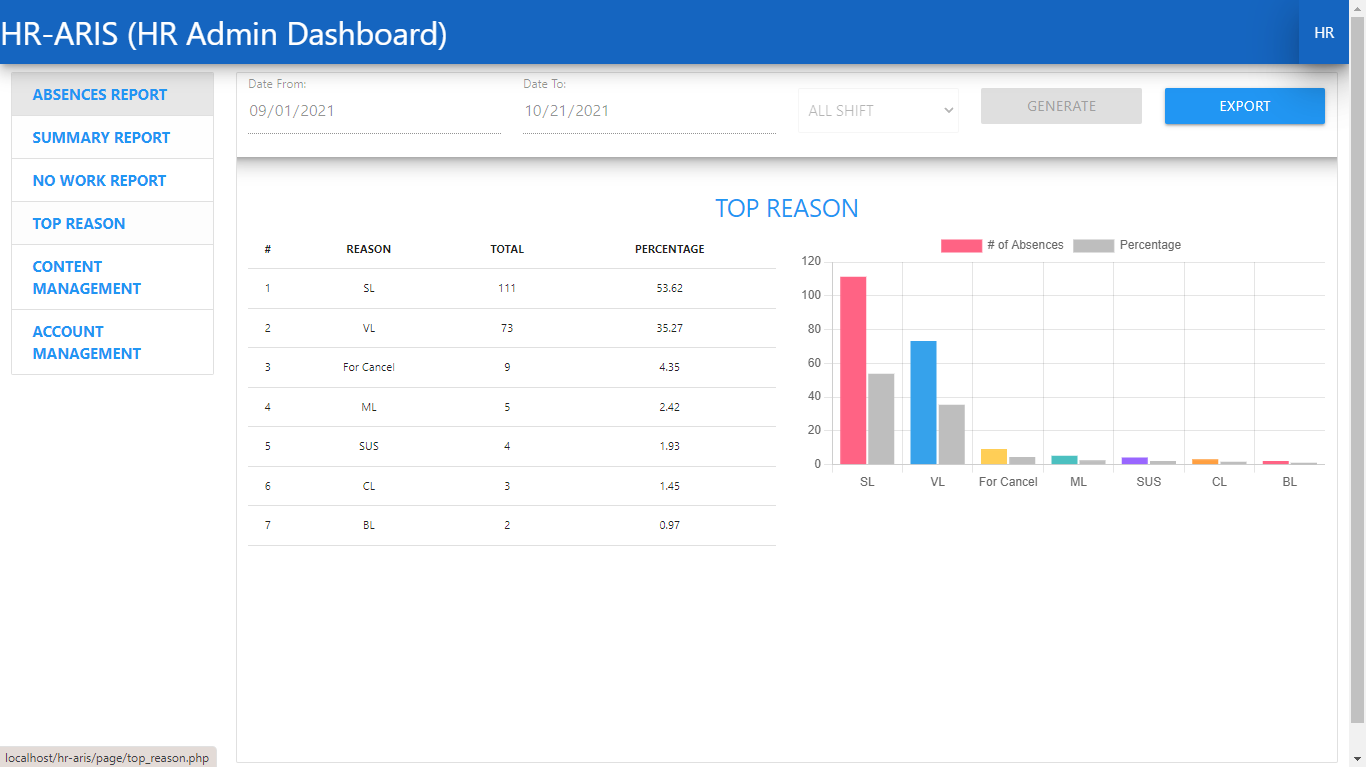 HR-ARIS (HR Admin Dashboard)
HR
ABSENCES REPORT
SUMMARY REPORT
NO WORK REPORT
TOP REASON
CONTENT
MANAGEMENT
ACCOUNT
MANAGEMENT
Date From:
09/01/2021
Date To:
10/21/2021
ALL SHIFT
GENERATE
EXPORT
TOP REASON
# REASON TOTAL PERCENTAGE
1 SL 111 53.62
2 VL 73 35.27
3 For Cancel 9 4.35
4 ML 5 2.42
5 SUS 4 1.93
6 CL 3 1.45
7 BL 2 0.97
# of Absences Percentage
120
100
80
60
40
20
0
SL VL For Cancel ML SUS CL BL
localhost/hr-aris/page/top_reason.php